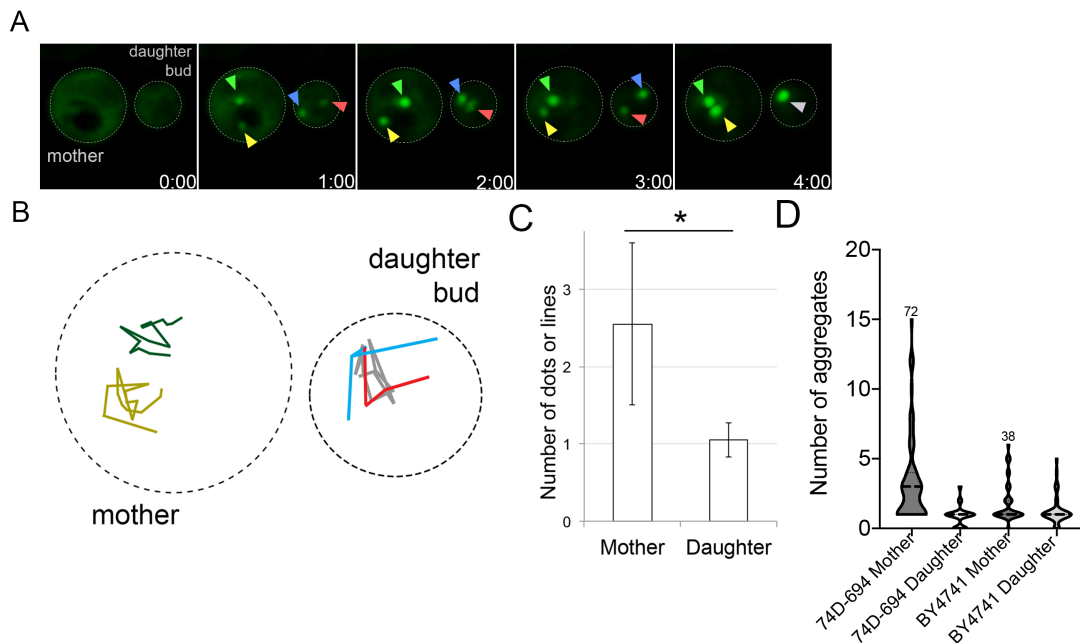 A
daughter
bud
mother
0:00
1:00
2:00
3:00
4:00
B
daughter
bud
mother
C
*
Number of dots or lines
3
2
1
0
Mother
Daughter
D
Number of aggregates
20
15
10
5
0
72
38
74D-694 Mother
74D-694 Daughter
BY4741 Mother
BY4741 Daughter